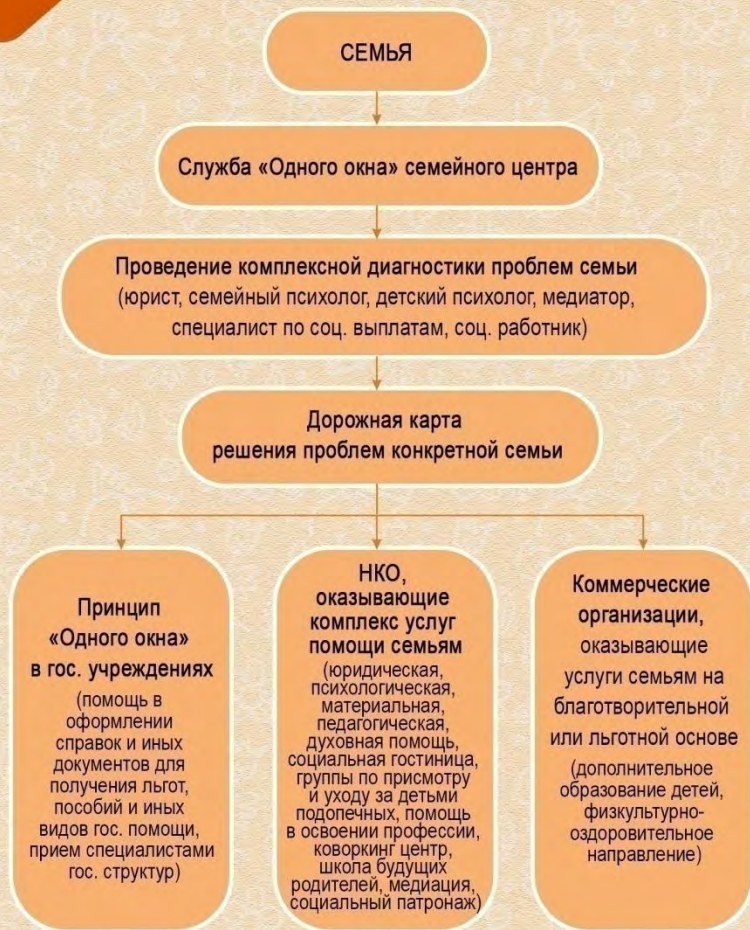 СЕМЬЯ
Служба «Одного окна» семейного центра
Проведение комплексной диагностики проблем семьи
(юрист, семейный психолог, детский психолог, медиатор,
специалист по соц. выплатам, соц. работник)
Дорожная карта
решения проблем конкретной семьи
Принцип
«Одного окна»
в гос. учреждениях
(помощь в
оформлении
справок и иных
документов для
получения льгот,
пособий и иных
видов гос. помощи,
прием специалистами
гос. структур)
НКО,
оказывающие
комплекс услуг
помощи семьям
(юридическая,
психологическая,
материальная,
педагогическая,
духовная помощь,
социальная гостиница,
группы по присмотру
и уходу за детьми
подопечных, помощь
в освоении профессии,
коворкинг центр,
школа будущих
родителей, медиация,
социальный патронаж)
Коммерческие
организации,
оказывающие
услуги семьям на
благотворительной
или льготной основе
(дополнительное
образование детей,
физкультурно-
оздоровительное
направление)